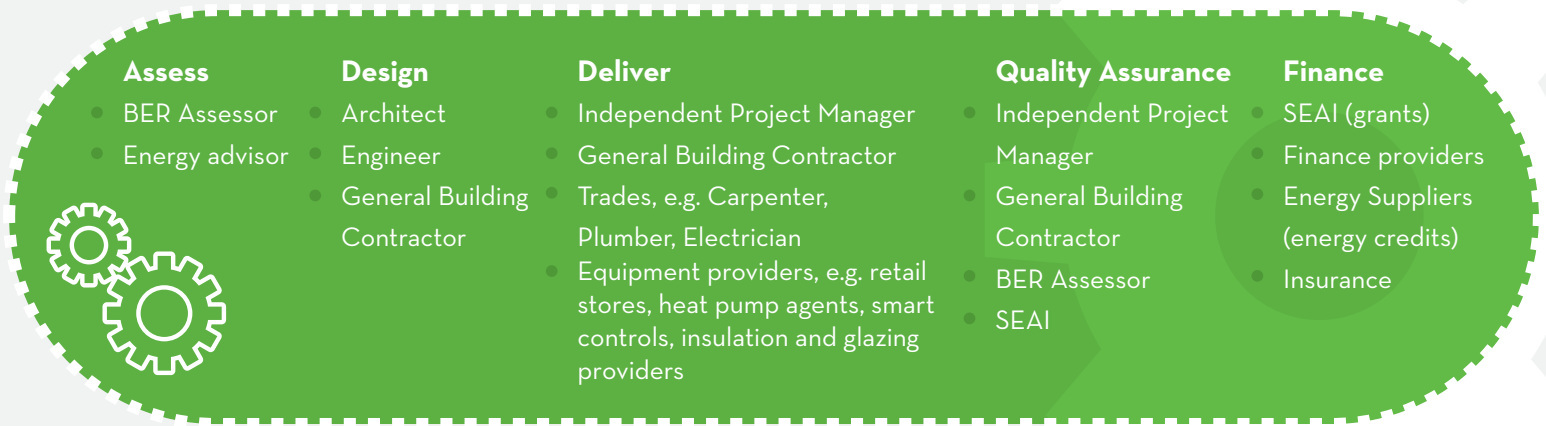 Assess
BER Assessor
Energy advisor
Design
Architect
Engineer
General Building
Contractor
Deliver
Independent Project Manager
General Building Contractor
Trades, e.g. Carpenter,
Plumber, Electrician
Equipment providers, e.g. retail
stores, heat pump agents, smart
controls, insulation and glazing
providers
Quality Assurance
Independent Project
Manager
General Building
Contractor
BER Assessor
SEAI
Finance
SEAI (grants)
Finance providers
Energy Suppliers
(energy credits)
Insurance